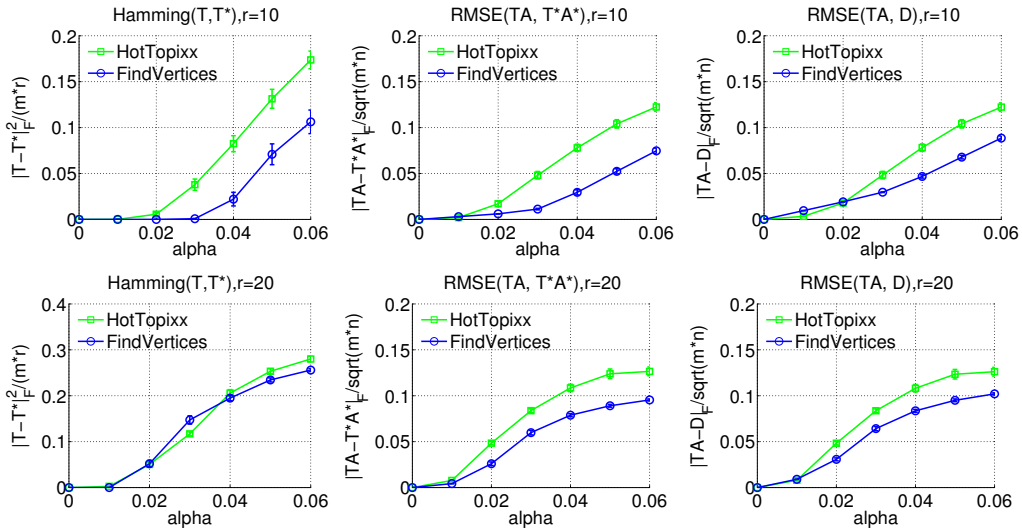 Hamming(T,T*),r=10
|T−T*|_F^2/(m*r)
0.2
0.15
0.1
0.05
0
HotTopixx
FindVertices
0 0.02 0.04 0.06
alpha
RMSE(TA, T*A*),r=10
|TA−T*A*|_F/sqrt(m*n)
0.2
0.15
0.1
0.05
0
HotTopixx
FindVertices
0 0.02 0.04 0.06
alpha
RMSE(TA, D),r=10
|TA−D|_F/sqrt(m*n)
0.2
0.15
0.1
0.05
0
HotTopixx
FindVertices
0 0.02 0.04 0.06
alpha
Hamming(T,T*),r=20
|T−T*|_F^2/(m*r)
0.4
0.3
0.2
0.1
0
HotTopixx
FindVertices
0 0.02 0.04 0.06
alpha
RMSE(TA, T*A*),r=20
|TA−T*A*|_F/sqrt(m*n)
0.2
0.15
0.1
0.05
0
HotTopixx
FindVertices
0 0.02 0.04 0.06
alpha
RMSE(TA, D),r=20
|TA−D|_F/sqrt(m*n)
0.2
0.15
0.1
0.05
0
HotTopixx
FindVertices
0 0.02 0.04 0.06
alpha